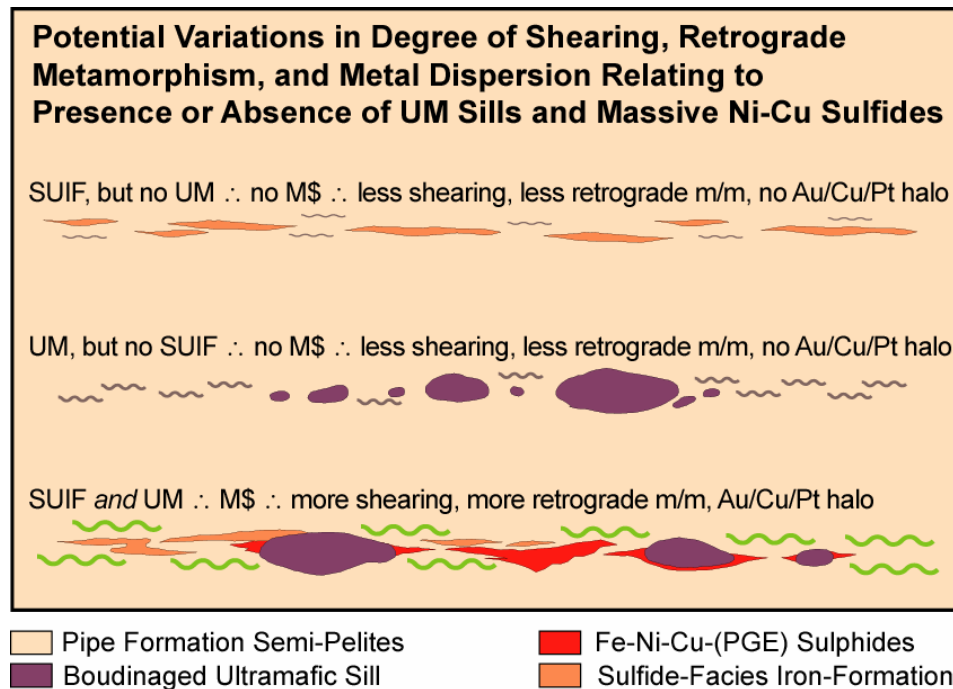 Potential Variations in Degree of Shearing, Retrograde
Metamorphism, and Metal Dispersion Relating to
Presence or Absence of UM Sills and Massive Ni-Cu Sulfides
SUIF, but no UM ∴ no M$ ∴ less shearing, less retrograde m/m, no Au/Cu/Pt halo
UM, but no SUIF ∴ no M$ ∴ less shearing, less retrograde m/m, no Au/Cu/Pt halo
SUIF and UM ∴ M$ ∴ more shearing, more retrograde m/m, Au/Cu/Pt halo
Pipe Formation Semi-Pelites
Fe-Ni-Cu-(PGE) Sulphides
Boudinaged Ultramafic Sill
Sulfide-Facies Iron-Formation